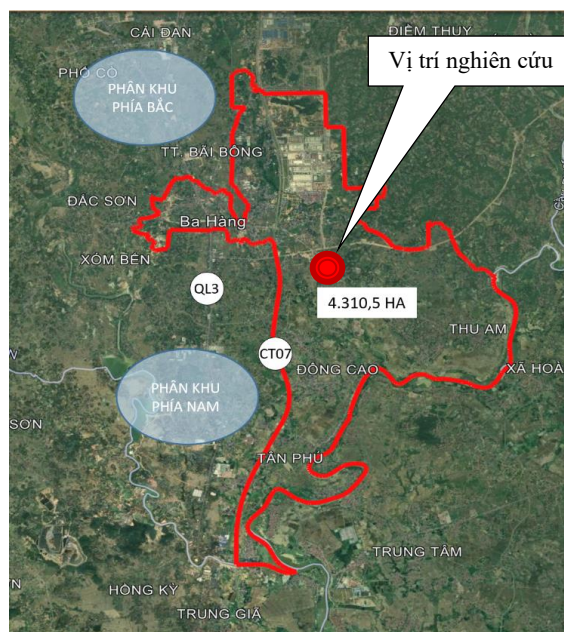 CẢI ĐAN
ĐIỀM THỤY
Vị trí nghiên cứu
PHỐ CÒ
PHÂN KHU
PHÍA BẮC
TT. BÃI BÔNG
ĐẮC SƠN
Ba Hàng
XÓM BẾN
QL3
4.310,5 HA
THU AM
CT07
ĐÔNG CAO
XÃ HOÀ
PHÂN KHU
PHÍA NAM
SƠN
TÂN PHÚ
TRUNG TÂM
HỒNG KỲ
TRUNG GIÃ